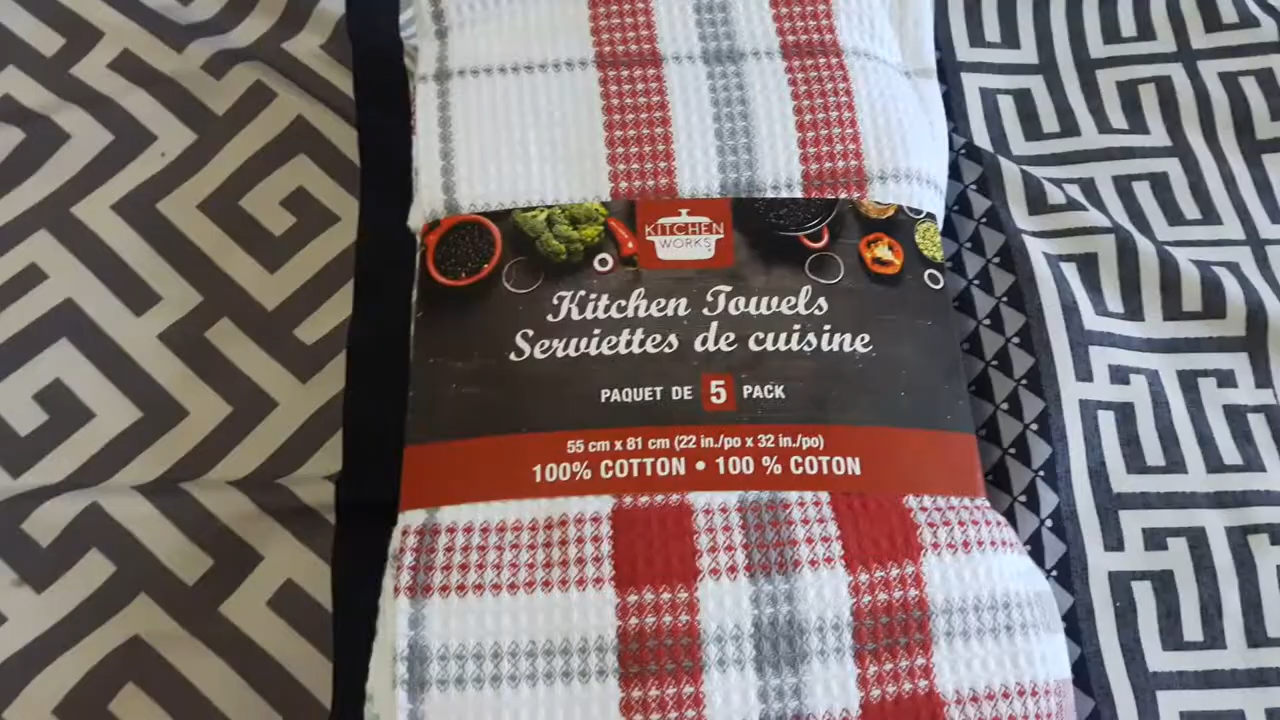 KITCHEN
WORKS
Kitchen Towels
Serviettes de cuisine
PAQUET DE 5 PACK
55 cm x 81 cm (22 in./po x 32 in./po)
100% COTTON • 100 % COTON